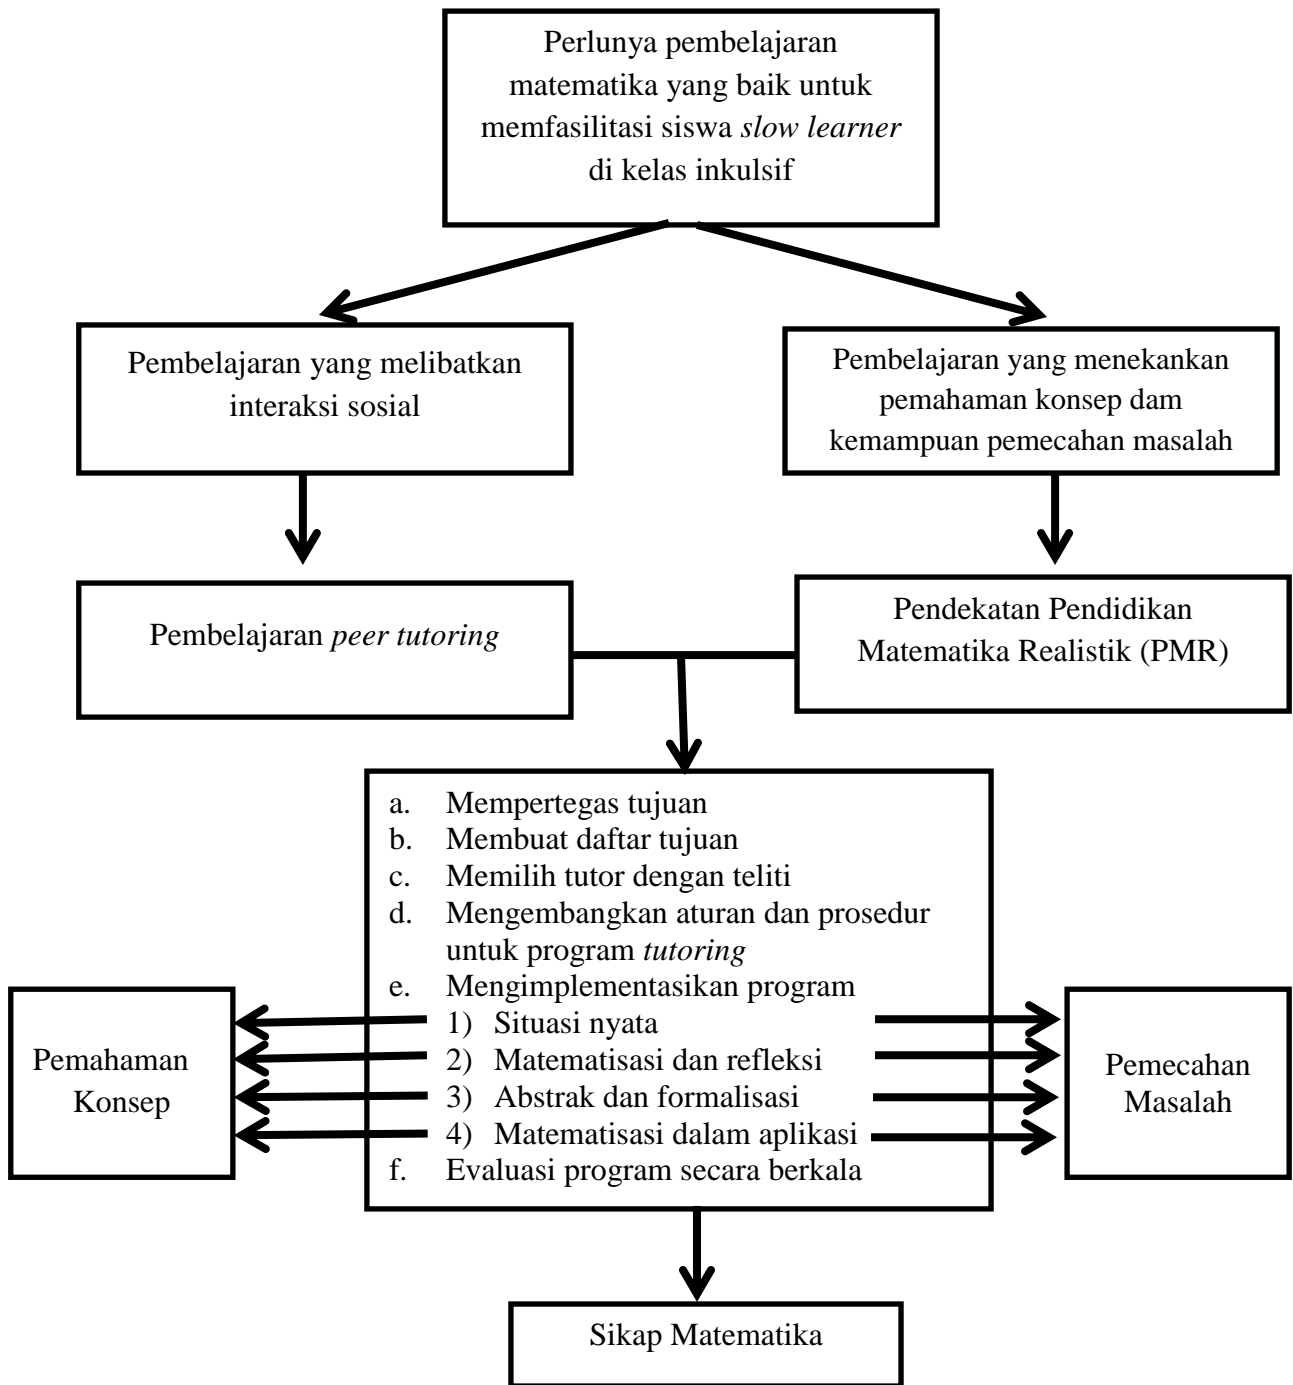 Perlunya pembelajaran
matematika yang baik untuk
memfasilitasi siswa slow learner
di kelas inkulsif
Pembelajaran yang melibatkan
interaksi sosial
Pembelajaran yang menekankan
pemahaman konsep dam
kemampuan pemecahan masalah
Pembelajaran peer tutoring
Pendekatan Pendidikan
Matematika Realistik (PMR)
a. Mempertegas tujuan
b. Membuat daftar tujuan
c. Memilih tutor dengan teliti
d. Mengembangkan aturan dan prosedur
untuk program tutoring
e. Mengimplementasikan program
1) Situasi nyata
2) Matematisasi dan refleksi
3) Abstrak dan formalisasi
4) Matematisasi dalam aplikasi
f. Evaluasi program secara berkala
Pemahaman
Konsep
Pemecahan
Masalah
Sikap Matematika